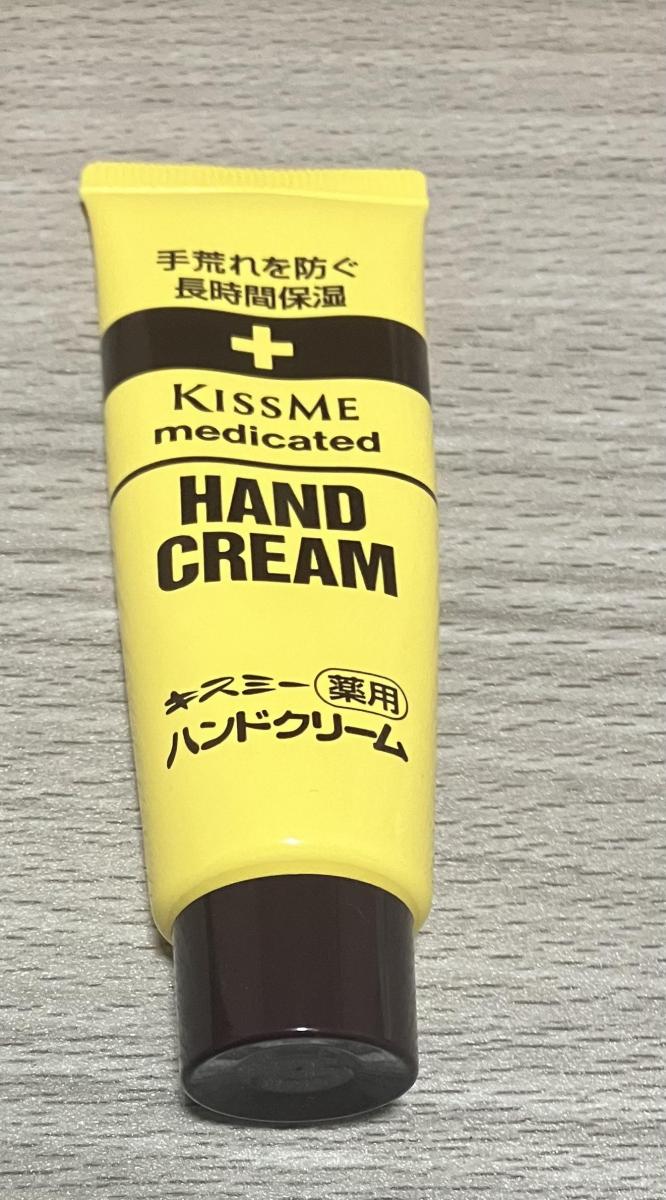 手荒れを防ぐ
長時間保湿
KISSME
medicated
HAND
CREAM
キスミー 薬用
ハンドクリーム